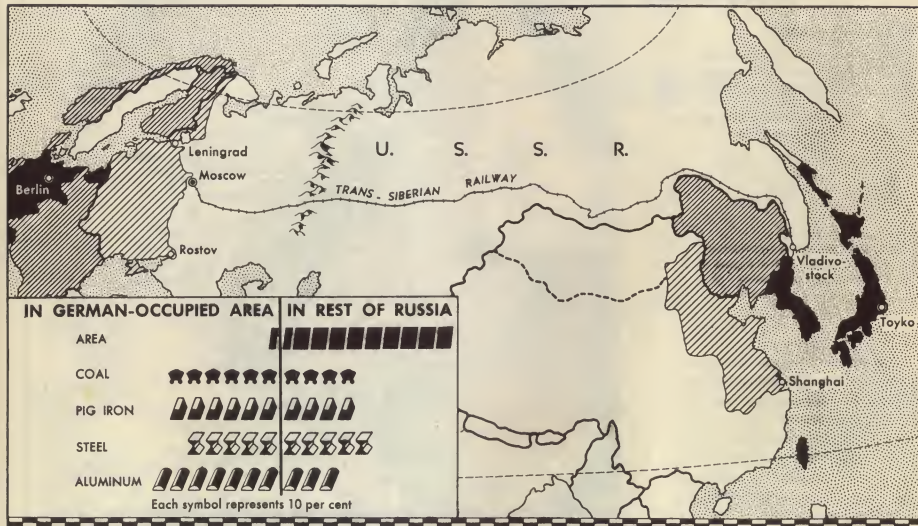 U. S. S. R.
Leningrad
Moscow
Berlin
TRANS - SIBERIAN RAILWAY
Rostov
Vladivo-
stock
Toyko
Shanghai
IN GERMAN-OCCUPIED AREA IN REST OF RUSSIA
AREA
COAL
PIG IRON
STEEL
ALUMINUM
Each symbol represents 10 per cent